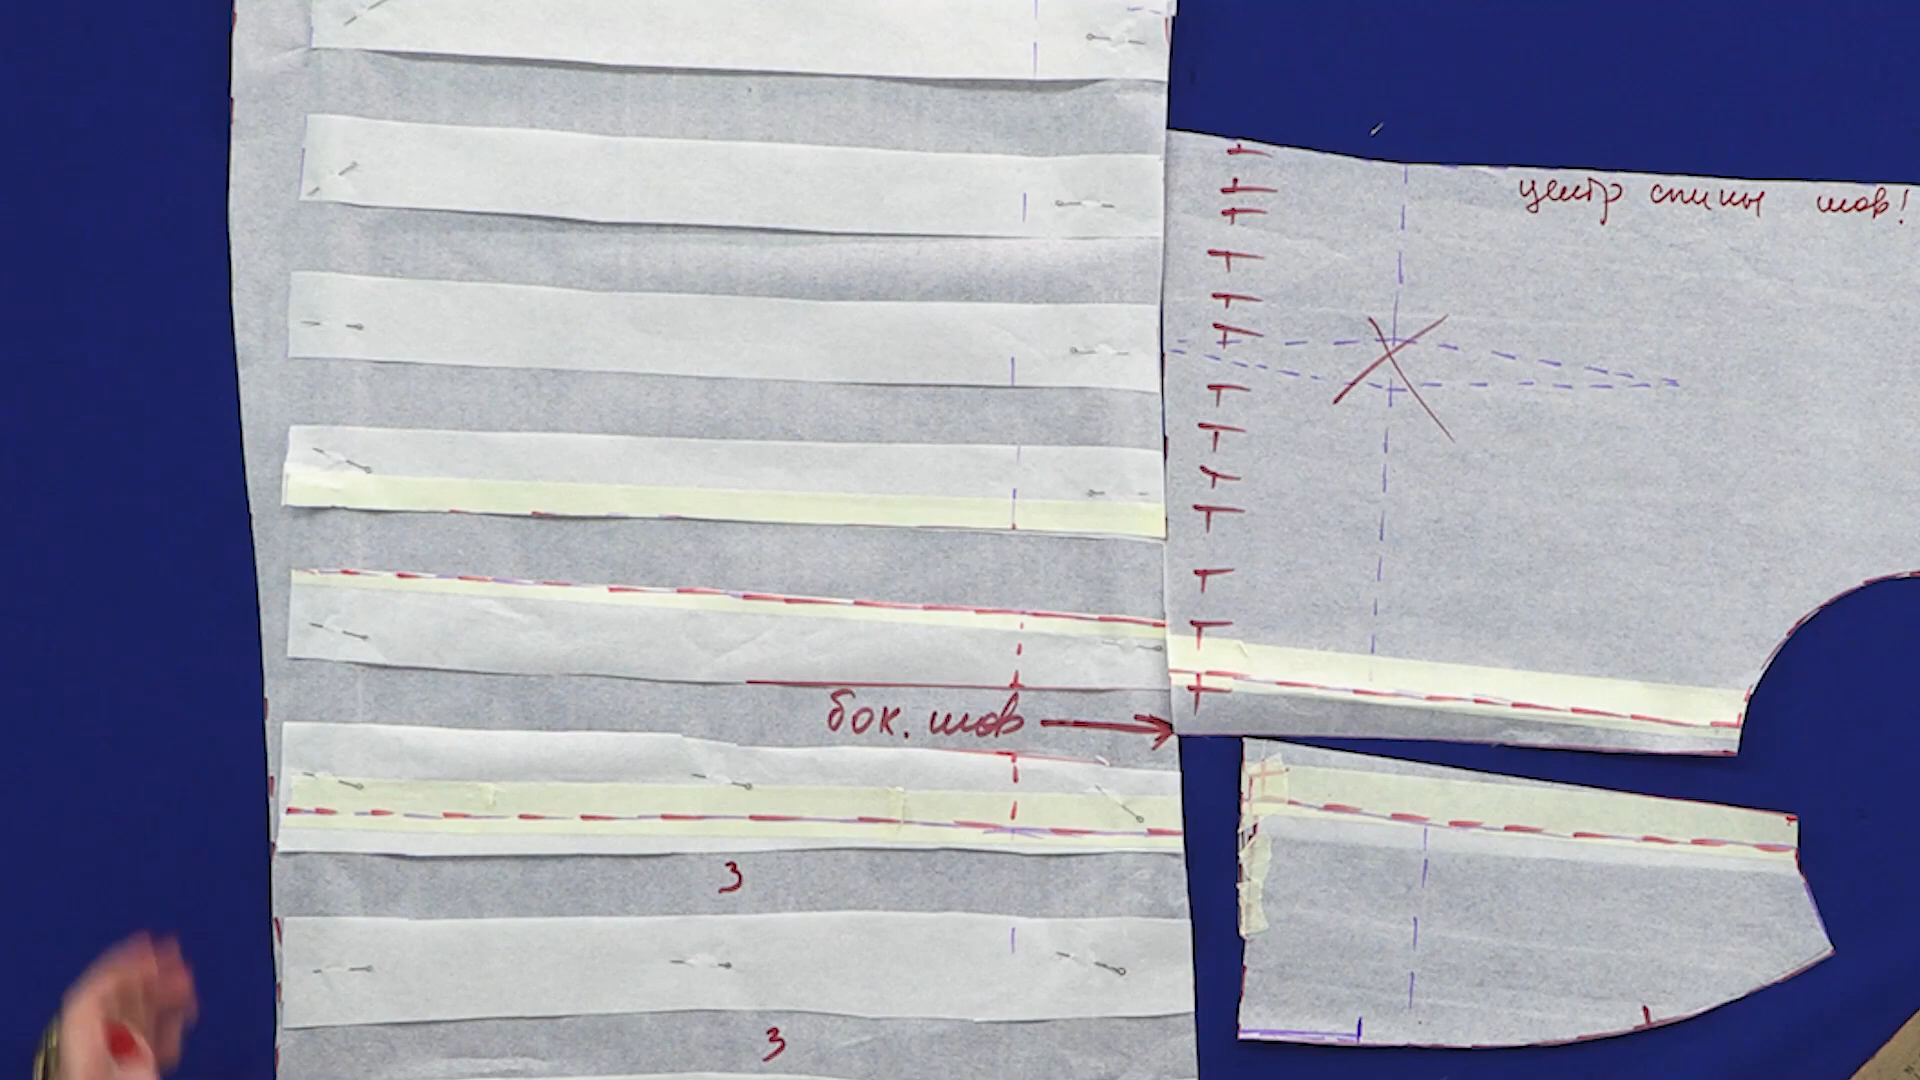 центр спины шов!
бок. шов
3
3